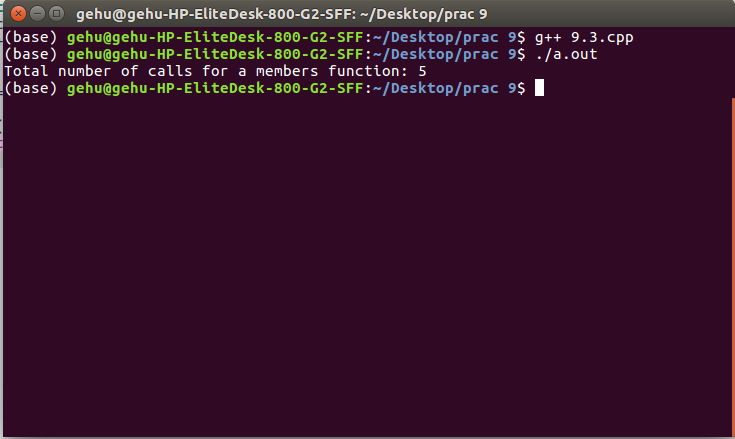 gehu@gehu-HP-EliteDesk-800-G2-SFF: ~/Desktop/prac 9
(base) gehu@gehu-HP-EliteDesk-800-G2-SFF:~/Desktop/prac 9$ g++ 9.3.cpp
(base) gehu@gehu-HP-EliteDesk-800-G2-SFF:~/Desktop/prac 9$ ./a.out
Total number of calls for a members function: 5
(base) gehu@gehu-HP-EliteDesk-800-G2-SFF:~/Desktop/prac 9$